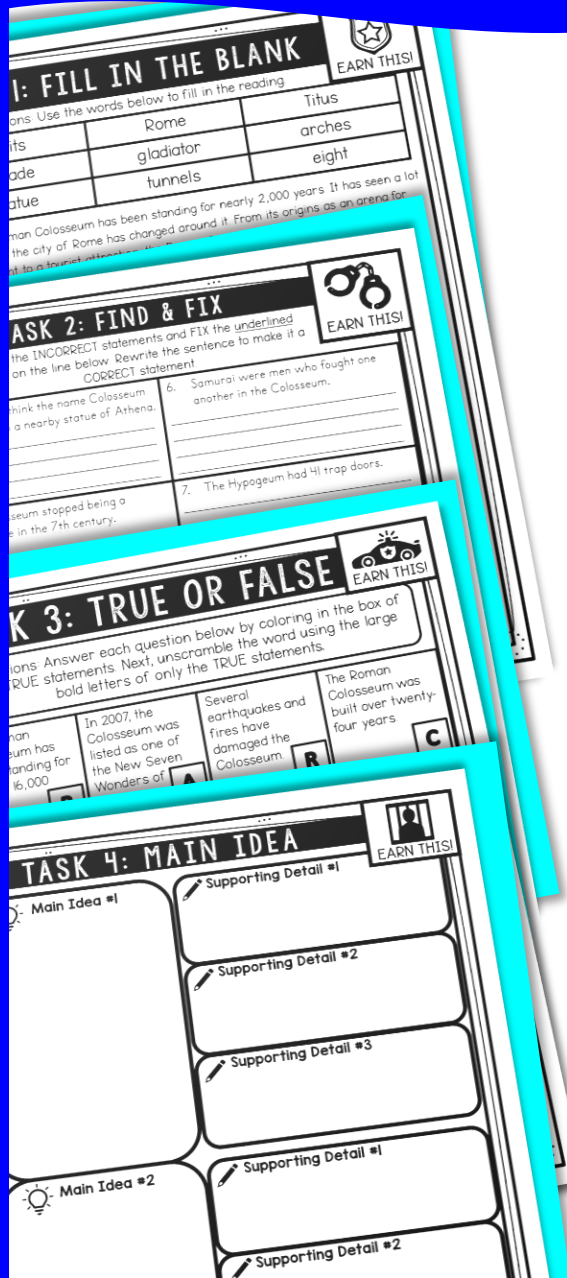 1: FILL IN THE BLANK
EARN THIS!
Use the words below to fill in the reading.
Rome
Titus
gladiator
arches
tunnels
eight
Colosseum has been standing for nearly 2,000 years. It has seen a lot
the city of Rome has changed around it. From its origins as an arena for
to a tourist attraction, the
TASK 2: FIND & FIX
EARN THIS!
the INCORRECT statements and FIX the underlined
on the line below. Rewrite the sentence to make it a
CORRECT statement.
think the name Colosseum
a nearby statue of Athena.
6. Samurai were men who fought one
another in the Colosseum.
stopped being a
in the 7th century.
7. The Hypogeum had 41 trap doors.
3: TRUE OR FALSE
EARN THIS!
Answer each question below by coloring in the box of
TRUE statements. Next, unscramble the word using the large
bold letters of only the TRUE statements.
has
standing for
16,000
In 2007, the
Colosseum was
listed as one of
the New Seven
Wonders of
A
Several
earthquakes and
fires have
damaged the
Colosseum.
R
The Roman
Colosseum was
built over twenty-
four years
C
TASK 4: MAIN IDEA
EARN THIS!
Main Idea #1
Supporting Detail #1
Supporting Detail #2
Supporting Detail #3
Main Idea #2
Supporting Detail #1
Supporting Detail #2